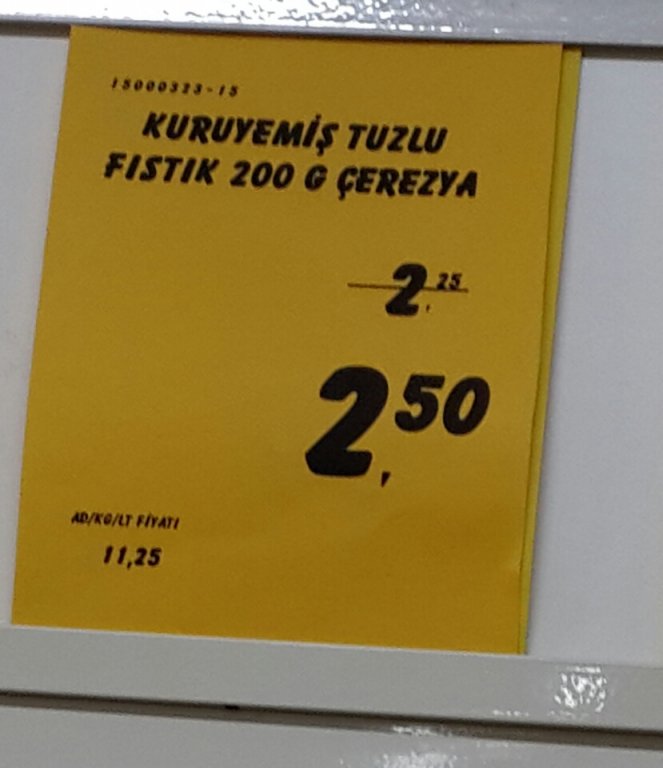 15000323-15
KURUYEMİŞ TUZLU
FISTIK 200 G ÇEREZYA
2,25
2,50
AD/KG/LT FİYATI
11,25